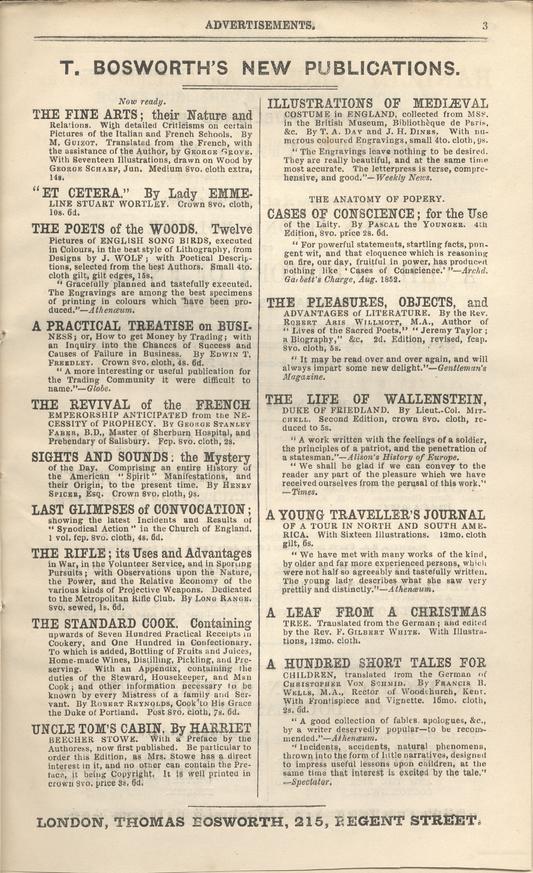 ADVERTISEMENTS.
3
T. BOSWORTH'S NEW PUBLICATIONS.
Now ready.
THE FINE ARTS; their Nature and
Relations. With detailed Criticisms on certain
Pictures of the Italian and French Schools. By
M. GUIZOT. Translated from the French, with
the assistance of the Author, by GEORGE GROVE.
With Seventeen Illustrations, drawn on Wood by
GEORGE SCHARF, Jun. Medium 8vo. cloth extra,
14s.
"ET CETERA." By Lady EMME-
LINE STUART WORTLEY. Crown 8vo. cloth,
10s. 6d.
THE POETS of the WOODS. Twelve
Pictures of ENGLISH SONG BIRDS, executed
in Colours, in the best style of Lithography, from
Designs by J. WOLF; with Poetical Descrip-
tions, selected from the best Authors. Small 4to.
cloth gilt, gilt edges, 15s.
"Gracefully planned and tastefully executed.
The Engravings are among the best specimens
of printing in colours which have been pro-
duced."—Athenæum.
A PRACTICAL TREATISE on BUSI-
NESS; or, How to get Money by Trading; with
an Inquiry into the Chances of Success and
Causes of Failure in Business. By EDWIN T.
FREEDLEY. Crown 8vo. cloth, 4s. 6d.
"A more interesting or useful publication for
the Trading Community it were difficult to
name."—Globe.
THE REVIVAL of the FRENCH
EMPERORSHIP ANTICIPATED from the NE-
CESSITY of PROPHECY. By GEORGE STANLEY
FABER, B.D., Master of Sherburn Hospital, and
Prebendary of Salisbury. Fcp. 8vo. cloth, 2s.
SIGHTS AND SOUNDS: the Mystery
of the Day. Comprising an entire History of
the American "Spirit" Manifestations, and
their Origin, to the present time. By HENRY
SPICER, Esq. Crown 8vo. cloth, 9s.
LAST GLIMPSES of CONVOCATION;
showing the latest Incidents and Results of
"Synodical Action" in the Church of England.
1 vol. fcp. 8vo. cloth, 4s. 6d.
THE RIFLE; its Uses and Advantages
in War, in the Volunteer Service, and in Sporting
Pursuits; with Observations upon the Nature,
the Power, and the Relative Economy of the
various kinds of Projective Weapons. Dedicated
to the Metropolitan Rifle Club. By LONG RANGE.
8vo. sewed, 1s. 6d.
THE STANDARD COOK. Containing
upwards of Seven Hundred Practical Receipts in
Cookery, and One Hundred in Confectionary.
To which is added, Bottling of Fruits and Juices,
Home-made Wines, Distilling, Pickling, and Pre-
serving. With an Appendix, containing the
duties of the Steward, Housekeeper, and Man
Cook; and other information necessary to be
known by every Mistress of a family and Ser-
vant. By ROBERT REYNOLDS, Cook to His Grace
the Duke of Portland. Post 8vo. cloth, 7s. 6d.
UNCLE TOM'S CABIN. By HARRIET
BEECHER STOWE. With a Preface by the
Authoress, now first published. Be particular to
order this Edition, as Mrs. Stowe has a direct
interest in it, and no other can contain the Pre-
face, it being Copyright. It is well printed in
crown 8vo. price 3s. 6d.
ILLUSTRATIONS OF MEDIÆVAL
COSTUME in ENGLAND, collected from MSS.
in the British Museum, Bibliothèque de Paris,
&c. By T. A. DAY and J. H. DINES. With nu-
merous coloured Engravings, small 4to. cloth, 9s.
"The Engravings leave nothing to be desired.
They are really beautiful, and at the same time
most accurate. The letterpress is terse, compre-
hensive, and good."—Weekly News.
THE ANATOMY OF POPERY.
CASES OF CONSCIENCE; for the Use
of the Laity. By PASCAL the YOUNGER. 4th
Edition, 8vo. price 2s. 6d.
"For powerful statements, startling facts, pun-
gent wit, and that eloquence which is reasoning
on fire, our day, fruitful in power, has produced
nothing like 'Cases of Conscience.'"—Archd.
Garbett's Charge, Aug. 1852.
THE PLEASURES, OBJECTS, and
ADVANTAGES of LITERATURE. By the Rev.
ROBERT ARIS WILLMOTT, M.A., Author of
"Lives of the Sacred Poets," "Jeremy Taylor;
a Biography," &c. 2d. Edition, revised, fcap.
8vo. cloth, 5s.
"It may be read over and over again, and will
always impart some new delight."—Gentleman's
Magazine.
THE LIFE OF WALLENSTEIN,
DUKE OF FRIEDLAND. By Lieut.-Col. MIT-
CHELL. Second Edition, crown 8vo. cloth, re-
duced to 5s.
"A work written with the feelings of a soldier,
the principles of a patriot, and the penetration of
a statesman."—Alison's History of Europe.
"We shall be glad if we can convey to the
reader any part of the pleasure which we have
received ourselves from the perusal of this work."
—Times.
A YOUNG TRAVELLER'S JOURNAL
OF A TOUR IN NORTH AND SOUTH AME-
RICA. With Sixteen Illustrations. 12mo. cloth
gilt, 6s.
"We have met with many works of the kind,
by older and far more experienced persons, which
were not half so agreeably and tastefully written.
The young lady describes what she saw very
prettily and distinctly."—Athenæum.
A LEAF FROM A CHRISTMAS
TREE. Translated from the German; and edited
by the Rev. F. GILBERT WHITE. With Illustra-
tions, 12mo. cloth.
A HUNDRED SHORT TALES FOR
CHILDREN, translated from the German of
CHRISTOPHER VON SCHMID. By FRANCIS B.
WELLS, M.A., Rector of Woodchurch, Kent.
With Frontispiece and Vignette. 16mo. cloth,
2s. 6d.
"A good collection of fables, apologues, &c.,
by a writer deservedly popular—to be recom-
mended."—Athenæum.
"Incidents, accidents, natural phenomena,
thrown into the form of little narratives, designed
to impress useful lessons upon children, at the
same time that interest is excited by the tale."
—Spectator.
LONDON, THOMAS BOSWORTH, 215, REGENT STREET.